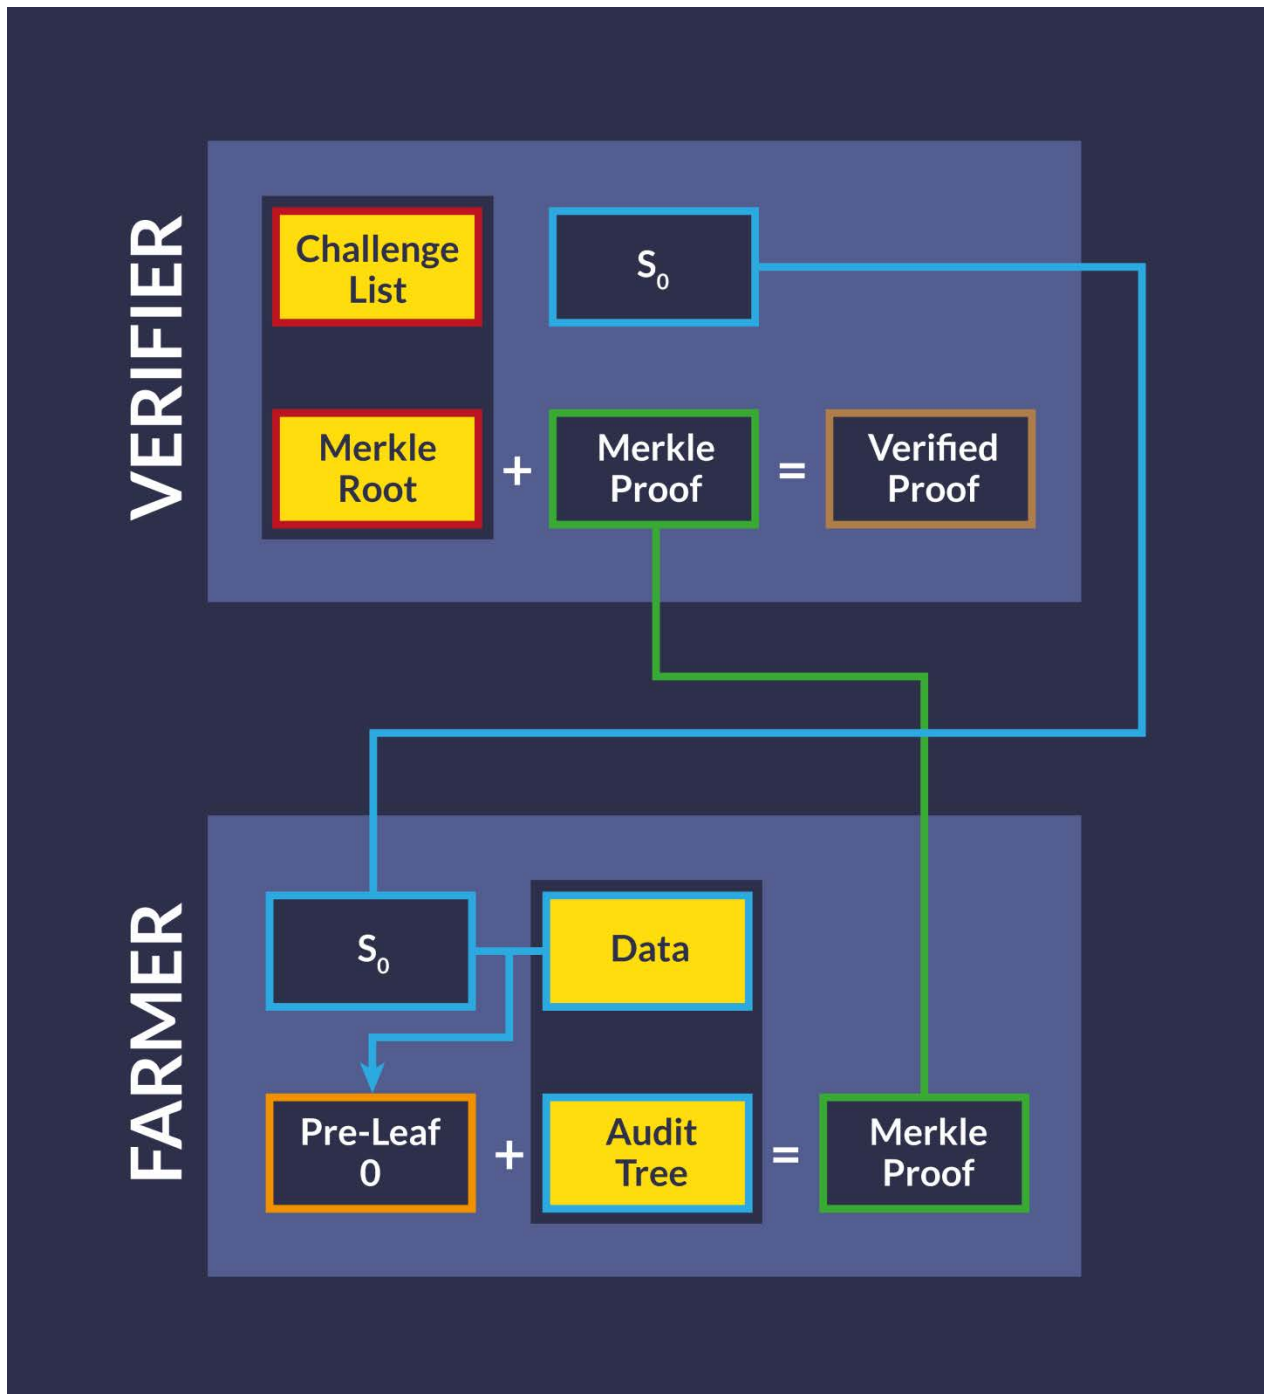 VERIFIER
Challenge
List
S₀
Merkle
Root
+
Merkle
Proof
=
Verified
Proof
FARMER
S₀
Data
Pre-Leaf
0
+
Audit
Tree
=
Merkle
Proof